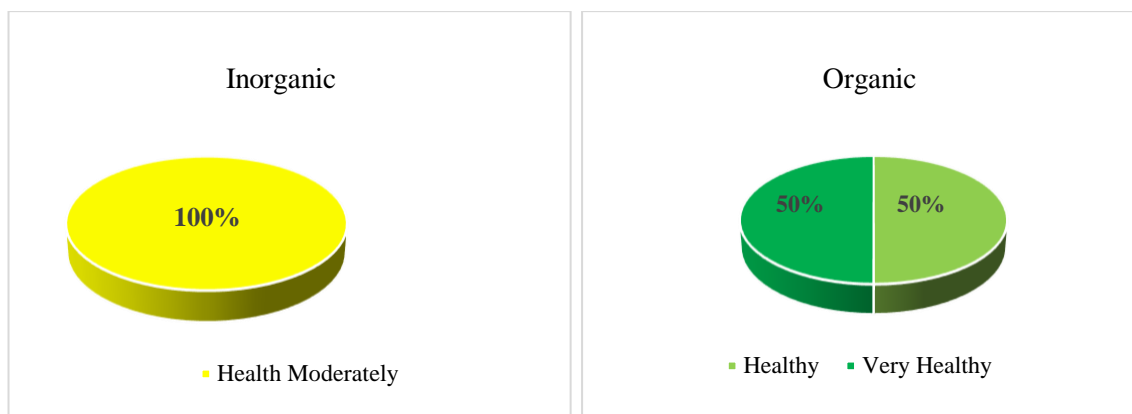 Inorganic
100%
Health Moderately
Organic
50% 50%
Healthy Very Healthy